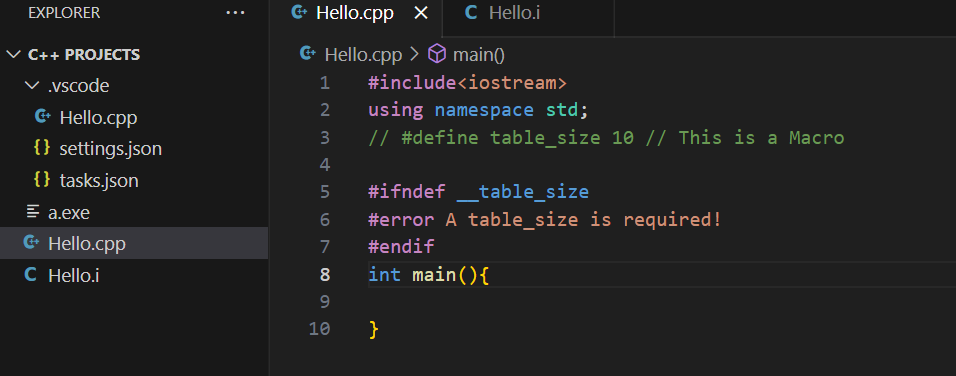 EXPLORER
C++ PROJECTS
.vscode
Hello.cpp
settings.json
tasks.json
a.exe
Hello.cpp
Hello.i
Hello.cpp Hello.i
Hello.cpp > main()
1 #include<iostream>
2 using namespace std;
3 // #define table_size 10 // This is a Macro
4
5 #ifndef __table_size
6 #error A table_size is required!
7 #endif
8 int main(){
9
10 }